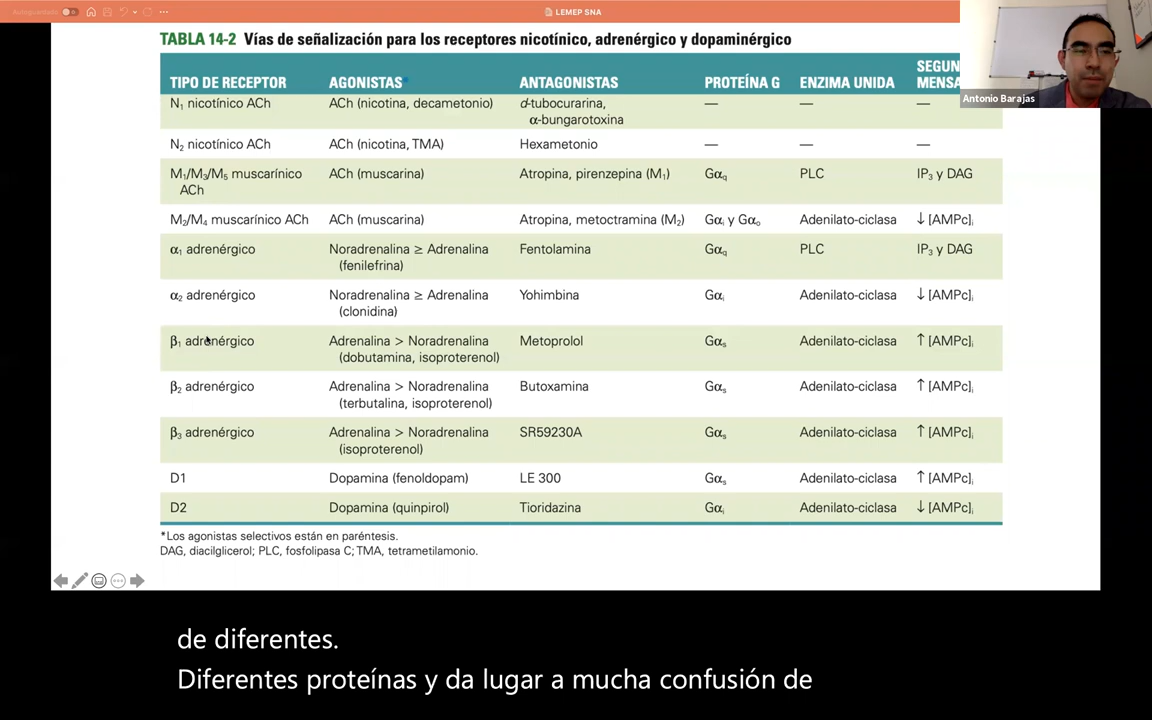 LEMEP SNA
Antonio Barajas
TABLA 14-2 Vías de señalización para los receptores nicotínico, adrenérgico y dopaminérgico
TIPO DE RECEPTOR AGONISTAS* ANTAGONISTAS PROTEÍNA G ENZIMA UNIDA SEGUN
MENSA
N₁ nicotínico ACh ACh (nicotina, decametonio) d-tubocurarina, — — —
α-bungarotoxina
N₂ nicotínico ACh ACh (nicotina, TMA) Hexametonio — — —
M₁/M₃/M₅ muscarínico ACh (muscarina) Atropina, pirenzepina (M₁) Gαq PLC IP₃ y DAG
ACh
M₂/M₄ muscarínico ACh ACh (muscarina) Atropina, metoctramina (M₂) Gαᵢ y Gαₒ Adenilato-ciclasa ↓ [AMPc]ᵢ
α₁ adrenérgico Noradrenalina ≥ Adrenalina Fentolamina Gαq PLC IP₃ y DAG
(fenilefrina)
α₂ adrenérgico Noradrenalina ≥ Adrenalina Yohimbina Gαᵢ Adenilato-ciclasa ↓ [AMPc]ᵢ
(clonidina)
β₁ adrenérgico Adrenalina > Noradrenalina Metoprolol Gαₛ Adenilato-ciclasa ↑ [AMPc]ᵢ
(dobutamina, isoproterenol)
β₂ adrenérgico Adrenalina > Noradrenalina Butoxamina Gαₛ Adenilato-ciclasa ↑ [AMPc]ᵢ
(terbutalina, isoproterenol)
β₃ adrenérgico Adrenalina > Noradrenalina SR59230A Gαₛ Adenilato-ciclasa ↑ [AMPc]ᵢ
(isoproterenol)
D1 Dopamina (fenoldopam) LE 300 Gαₛ Adenilato-ciclasa ↑ [AMPc]ᵢ
D2 Dopamina (quinpirol) Tioridazina Gαᵢ Adenilato-ciclasa ↓ [AMPc]ᵢ
*Los agonistas selectivos están en paréntesis.
DAG, diacilglicerol; PLC, fosfolipasa C; TMA, tetrametilamonio.
de diferentes.
Diferentes proteínas y da lugar a mucha confusión de